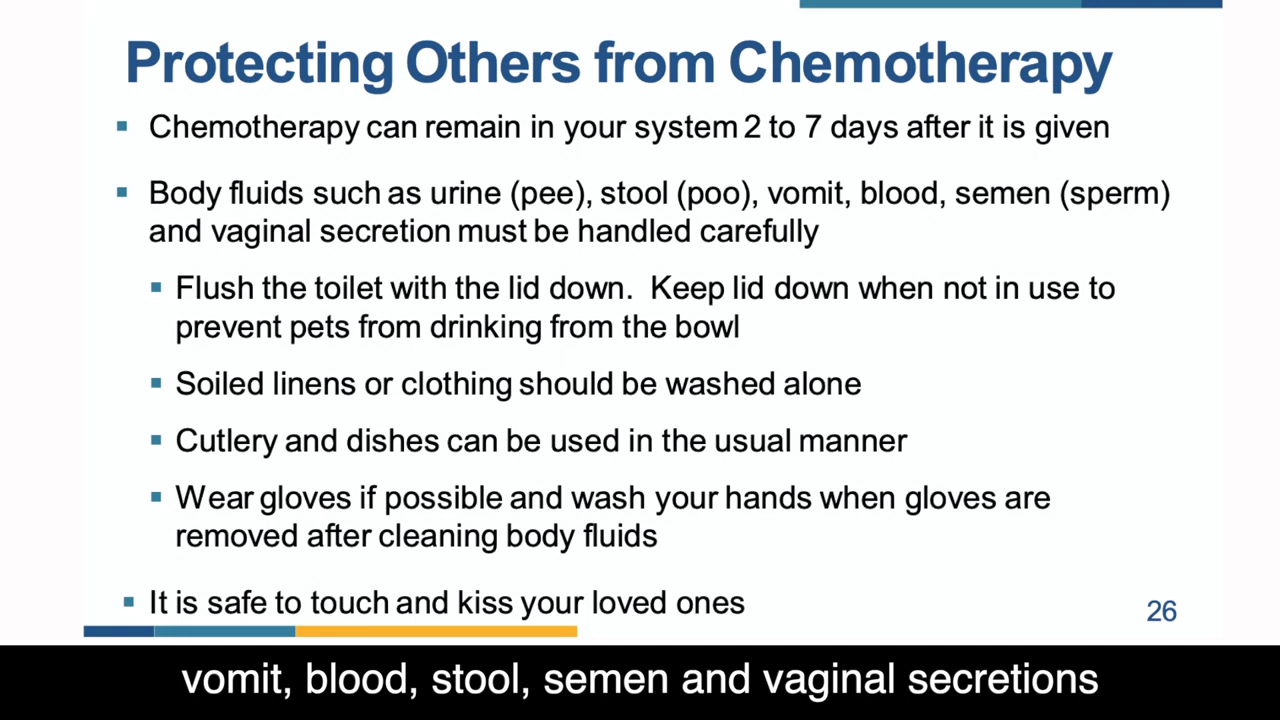 Protecting Others from Chemotherapy
▪ Chemotherapy can remain in your system 2 to 7 days after it is given
▪ Body fluids such as urine (pee), stool (poo), vomit, blood, semen (sperm)
and vaginal secretion must be handled carefully
▪ Flush the toilet with the lid down.  Keep lid down when not in use to
prevent pets from drinking from the bowl
▪ Soiled linens or clothing should be washed alone
▪ Cutlery and dishes can be used in the usual manner
▪ Wear gloves if possible and wash your hands when gloves are
removed after cleaning body fluids
▪ It is safe to touch and kiss your loved ones
26
vomit, blood, stool, semen and vaginal secretions